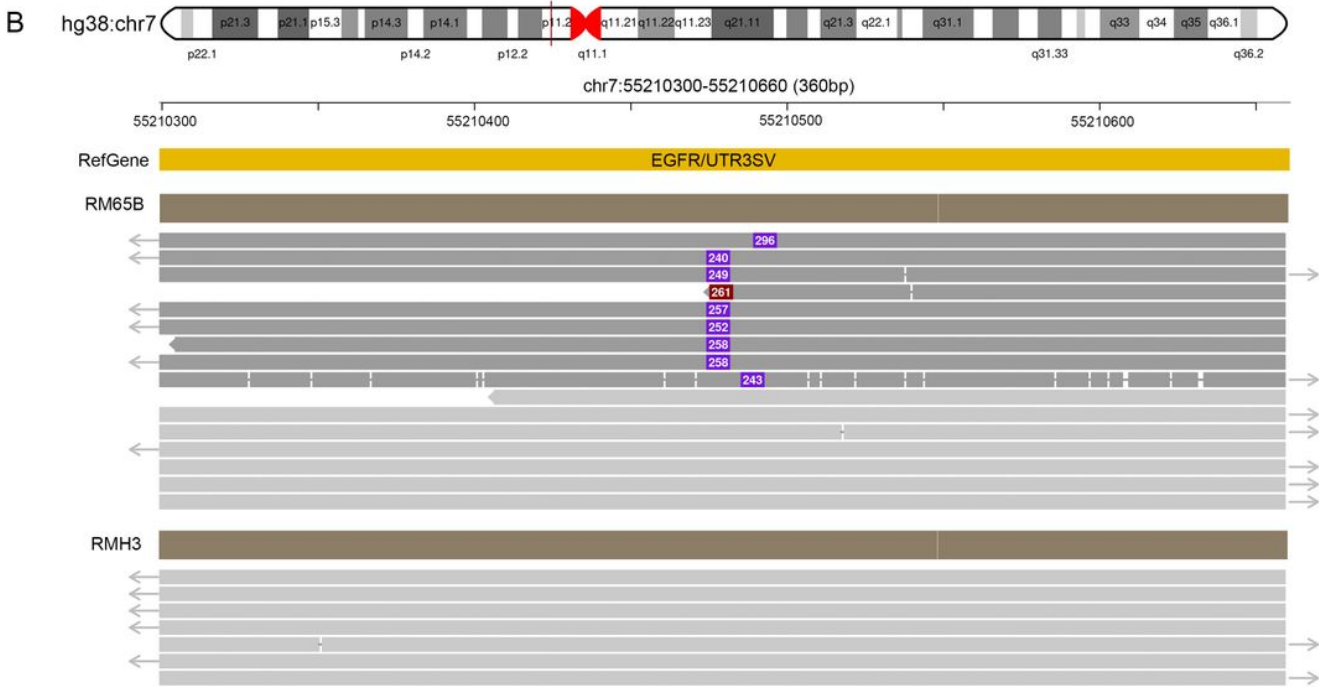 B
hg38:chr7
p21.3 p21.1 p15.3 p14.3 p14.1 p11.2 q11.21 q11.22 q11.23 q21.11 q21.3 q22.1 q31.1 q33 q34 q35 q36.1
p22.1 p14.2 p12.2 q11.1 q31.33 q36.2
chr7:55210300-55210660 (360bp)
55210300 55210400 55210500 55210600
RefGene EGFR/UTR3SV
RM65B
296
240
249
261
257
252
258
258
243
RMH3